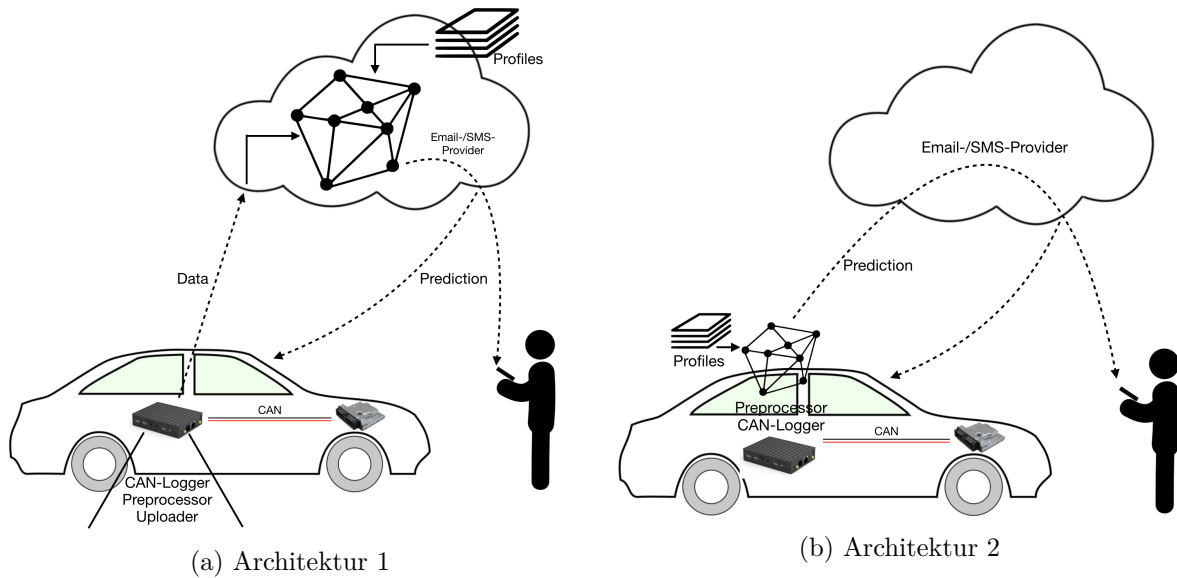 Profiles
Email-/SMS-
Provider
Data
Prediction
CAN
CAN-Logger
Preprocessor
Uploader
(a) Architektur 1
Email-/SMS-Provider
Prediction
Profiles
Preprocessor
CAN-Logger
CAN
(b) Architektur 2